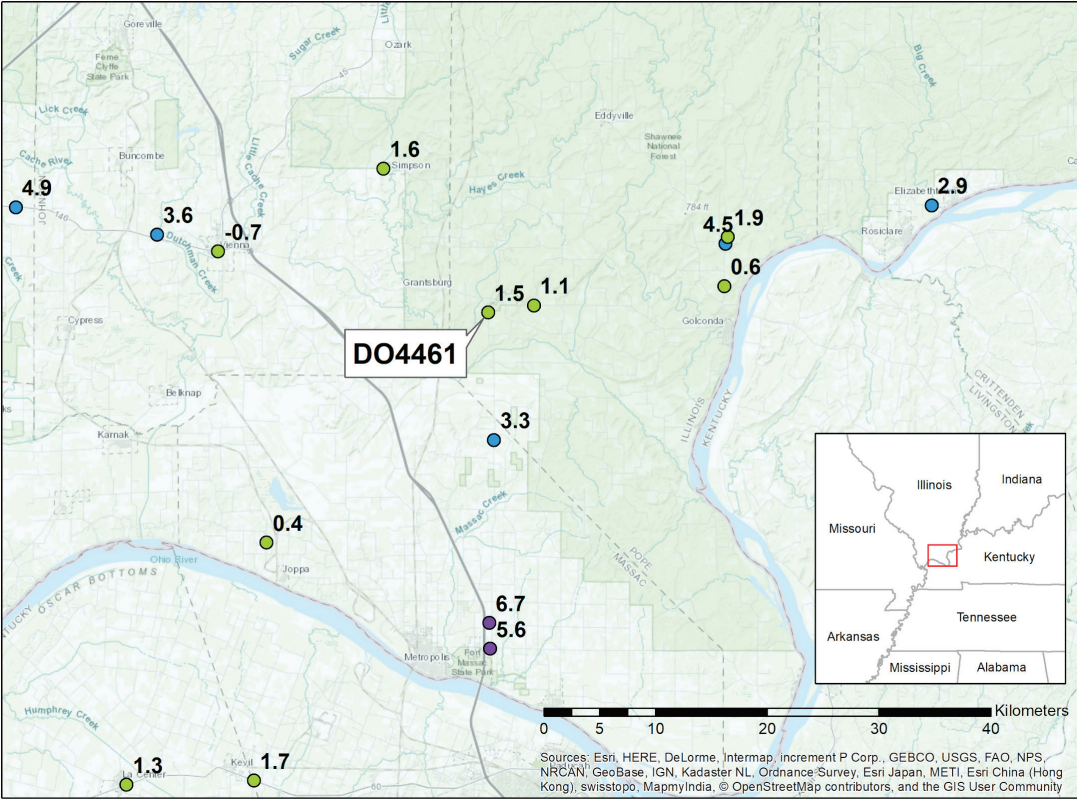 Goreville
Little
Sugar Creek
Ozark
Ferne
Clyffe
State Park
45
Big Creek
Lick Creek
Eddyville
Shawnee
National
Forest
Buncombe
Cache River
Little Cache Creek
1.6
Simpson
Hayes Creek
4.9
146
3.6
-0.7
Vienna
Dutchman Creek
Creek
784 ft
4.5
1.9
Elizabethtown
2.9
Rosiclare
0.6
Grantsburg
1.5
1.1
Cypress
Golconda
DO4461
Belknap
ILLINOIS
KENTUCKY
CRITTENDEN
LIVINGSTON
Karnak
3.3
Massac Creek
0.4
Joppa
Ohio River
OSCAR BOTTOMS
POPE
MASSAC
6.7
5.6
Metropolis
Fort
Massac
State Park
Humphrey Creek
1.3
La Center
Kevil
1.7
60
Illinois
Indiana
Missouri
Kentucky
Tennessee
Arkansas
Mississippi
Alabama
Kilometers
0 5 10 20 30 40
Sources: Esri, HERE, DeLorme, Intermap, increment P Corp., GEBCO, USGS, FAO, NPS,
NRCAN, GeoBase, IGN, Kadaster NL, Ordnance Survey, Esri Japan, METI, Esri China (Hong
Kong), swisstopo, MapmyIndia, © OpenStreetMap contributors, and the GIS User Community